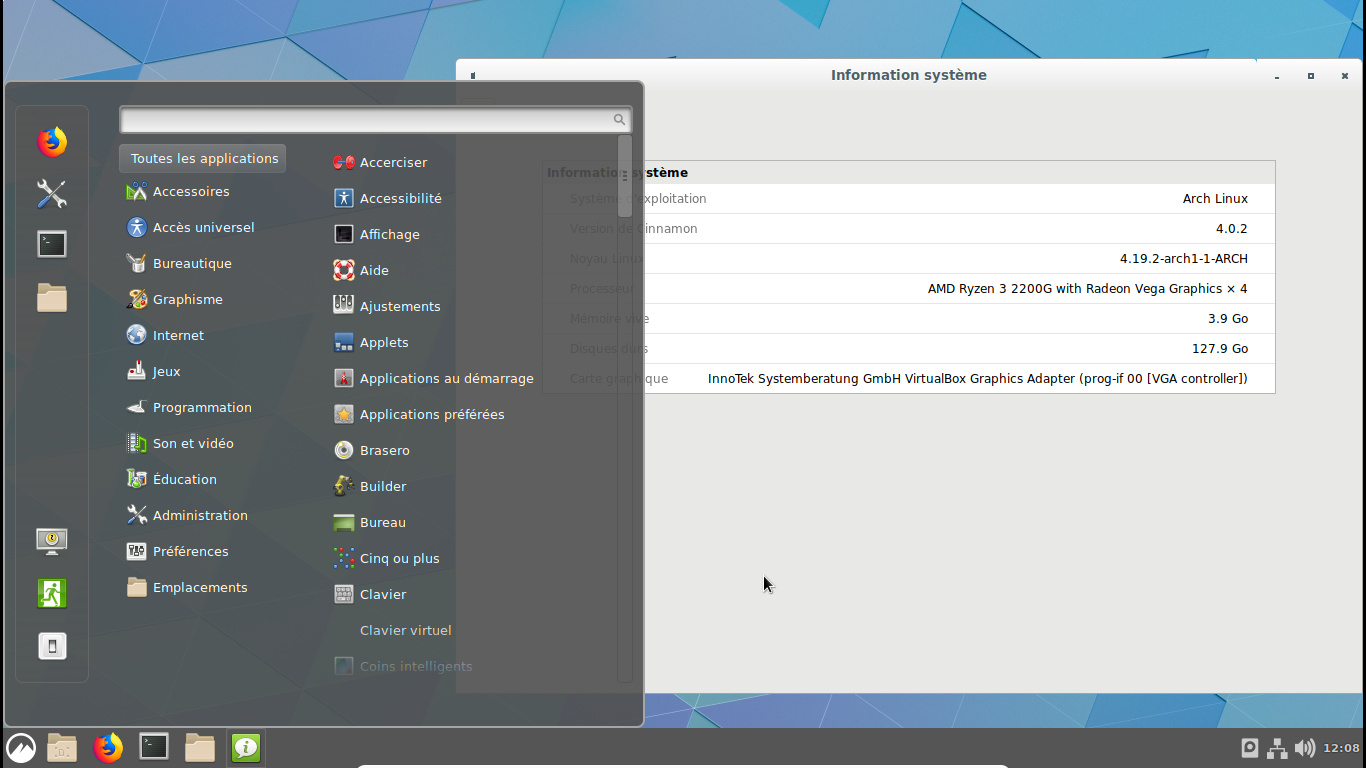 Information système
Toutes les applications
Accessoires
Accès universel
Bureautique
Graphisme
Internet
Jeux
Programmation
Son et vidéo
Éducation
Administration
Préférences
Emplacements
Accerciser
Accessibilité
Affichage
Aide
Ajustements
Applets
Applications au démarrage
Applications préférées
Brasero
Builder
Bureau
Cinq ou plus
Clavier
Clavier virtuel
Coins intelligents
Information système
Système d'exploitation Arch Linux
Version de Cinnamon 4.0.2
Noyau Linux 4.19.2-arch1-1-ARCH
Processeur AMD Ryzen 3 2200G with Radeon Vega Graphics × 4
Mémoire vive 3.9 Go
Disques durs 127.9 Go
Carte graphique InnoTek Systemberatung GmbH VirtualBox Graphics Adapter (prog-if 00 [VGA controller])
12:08